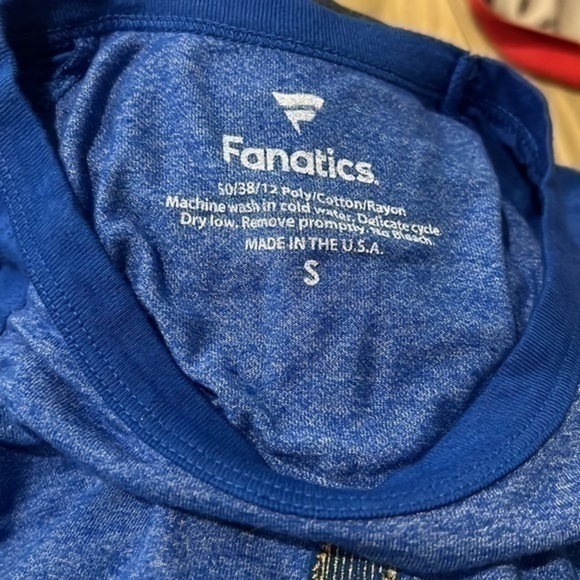 Fanatics.
50/38/12 Poly/Cotton/Rayon
Machine wash in cold water, Delicate cycle
Dry low. Remove promptly. No Bleach.
MADE IN THE U.S.A.
S